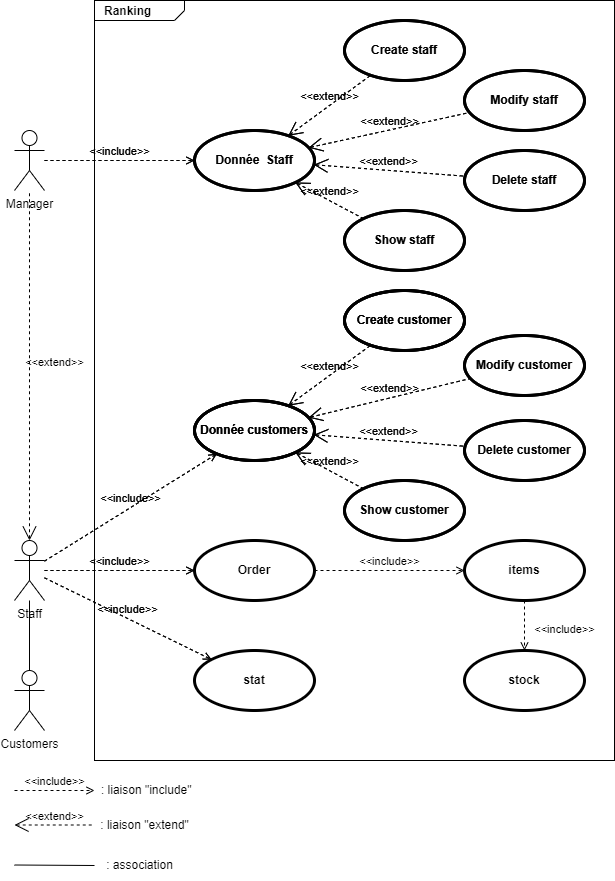 Ranking
Create staff
<<extend>>
Modify staff
<<extend>>
<<include>>
Donnée Staff
<<extend>>
Delete staff
<<extend>>
Manager
Show staff
Create customer
<<extend>>
<<extend>>
Modify customer
<<extend>>
Donnée customers
<<extend>>
Delete customer
<<extend>>
<<include>>
Show customer
<<include>>
Order
<<include>>
items
Staff
<<include>>
<<include>>
stat
stock
Customers
<<include>>
: liaison "include"
<<extend>>
: liaison "extend"
: association